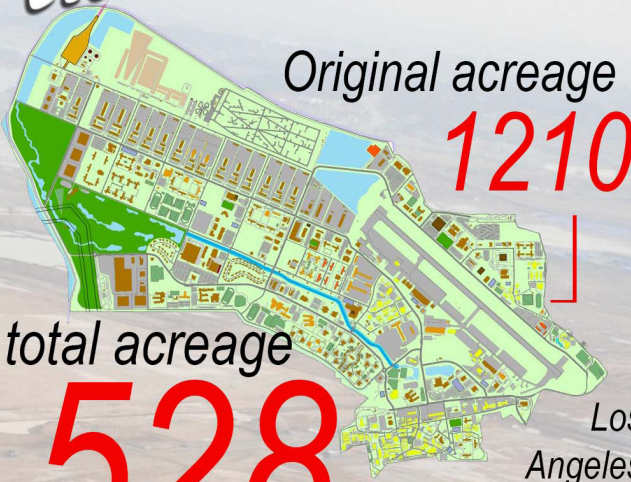 Original acreage
1210
total acreage
528
Los
Angeles